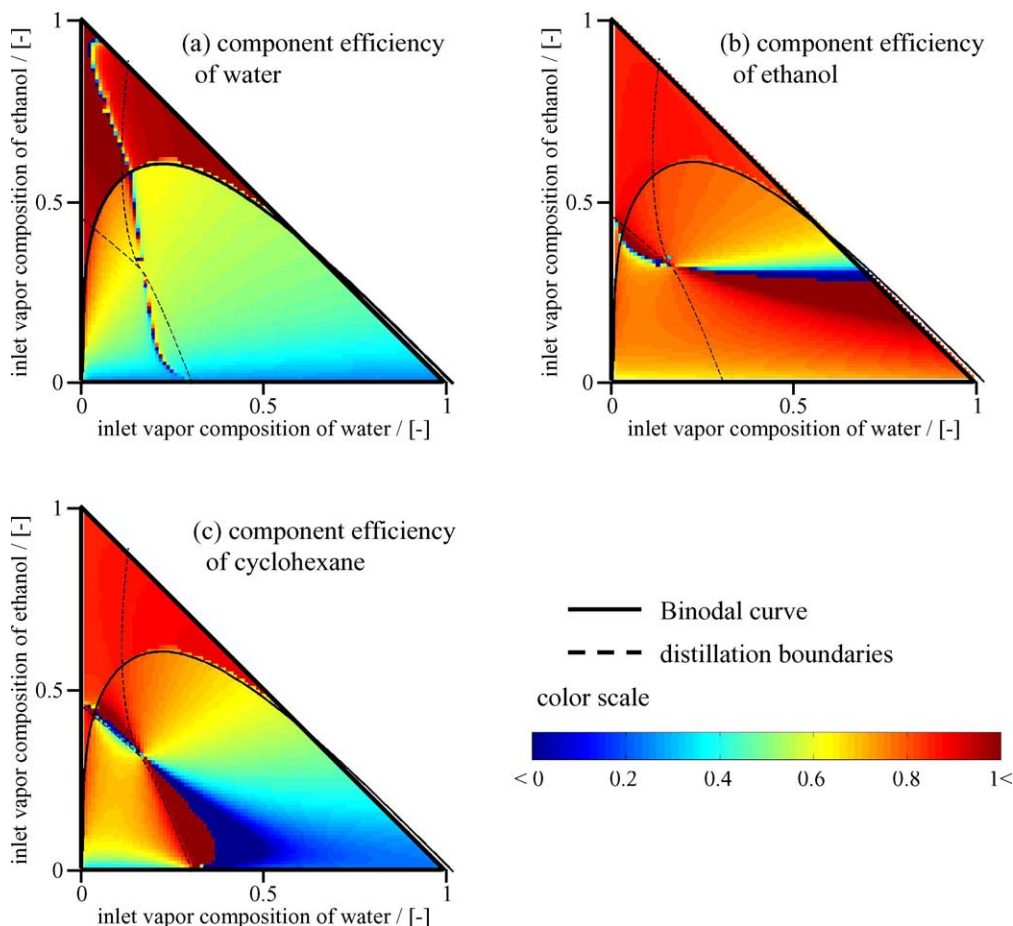 1
(a) component efficiency
of water
inlet vapor composition of ethanol / [-]
0.5
0
0
0.5
1
inlet vapor composition of water / [-]
1
(b) component efficiency
of ethanol
inlet vapor composition of ethanol / [-]
0.5
0
0
0.5
1
inlet vapor composition of water / [-]
1
(c) component efficiency
of cyclohexane
inlet vapor composition of ethanol / [-]
0.5
0
0
0.5
1
inlet vapor composition of water / [-]
Binodal curve
distillation boundaries
color scale
< 0 0.2 0.4 0.6 0.8 1<